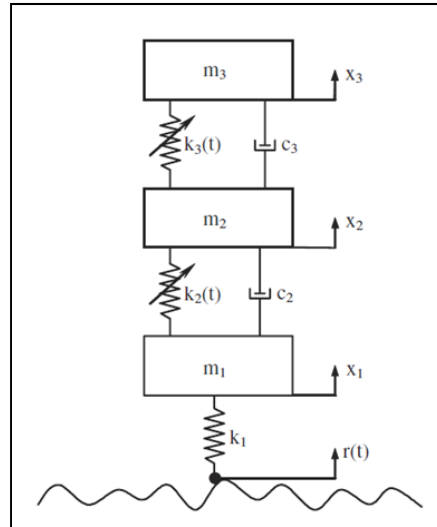 m₃
x₃
k₃(t)
c₃
m₂
x₂
k₂(t)
c₂
m₁
x₁
k₁
r(t)